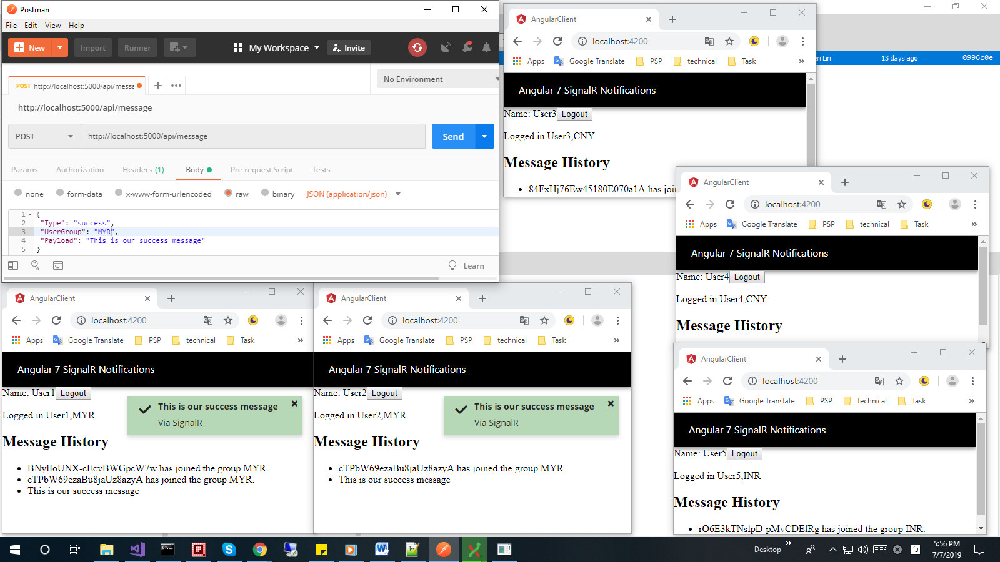 Postman
File Edit View Help
New Import Runner My Workspace Invite
POST http://localhost:5000/api/messa
No Environment
http://localhost:5000/api/message
POST http://localhost:5000/api/message Send
Params Authorization Headers (1) Body Pre-request Script Tests
none form-data x-www-form-urlencoded raw binary JSON (application/json)
1 {
2 "Type": "success",
3 "UserGroup": "MYR",
4 "Payload": "This is our success message"
5 }
Learn
AngularClient
localhost:4200
Apps Google Translate PSP technical Task »
Angular 7 SignalR Notifications
Name: User3 Logout
Logged in User3,CNY
Message History
84FxHj76Ew45180E070a1A has joi
Lin 13 days ago 0996c0e
AngularClient
localhost:4200
Apps Google Translate PSP technical Task »
Angular 7 SignalR Notifications
Name: User4 Logout
Logged in User4,CNY
Message History
AngularClient
localhost:4200
Apps Google Translate PSP technical Task »
Angular 7 SignalR Notifications
Name: User1 Logout
This is our success message
Via SignalR
Logged in User1,MYR
Message History
BNylIoUNX-cEcvBWGpcW7w has joined the group MYR.
cTPbW69ezaBu8jaUz8azyA has joined the group MYR.
This is our success message
AngularClient
localhost:4200
Apps Google Translate PSP technical Task »
Angular 7 SignalR Notifications
Name: User2 Logout
This is our success message
Via SignalR
Logged in User2,MYR
Message History
cTPbW69ezaBu8jaUz8azyA has joined the group MYR.
This is our success message
AngularClient
localhost:4200
Apps Google Translate PSP technical Task »
Angular 7 SignalR Notifications
Name: User5 Logout
Logged in User5,INR
Message History
rO6E3kTNslpD-pMvCDElRg has joined the group INR.
Desktop »
5:56 PM
7/7/2019